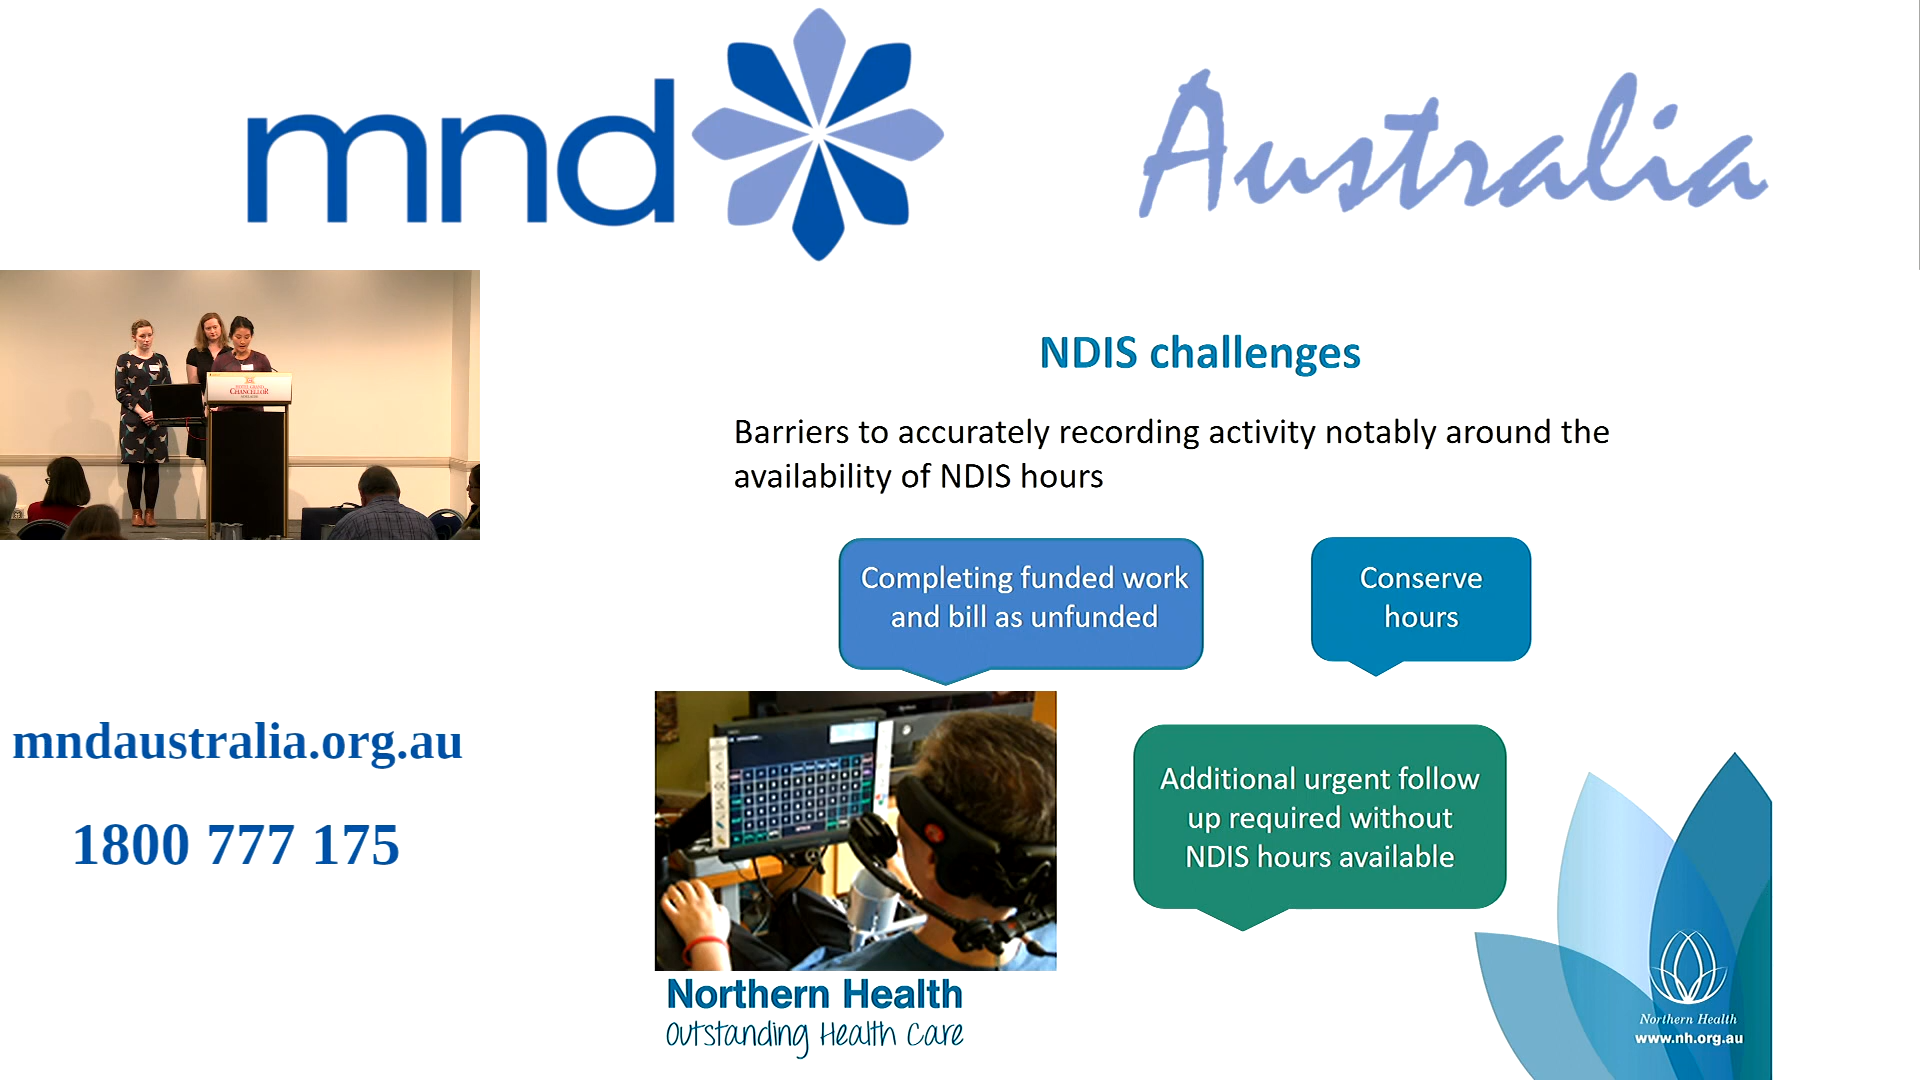 mnd Australia
CHANCELLOR
NDIS challenges
Barriers to accurately recording activity notably around the
availability of NDIS hours
Completing funded work
and bill as unfunded
Conserve
hours
Additional urgent follow
up required without
NDIS hours available
mndaustralia.org.au
1800 777 175
Northern Health
Outstanding Health Care
Northern Health
www.nh.org.au